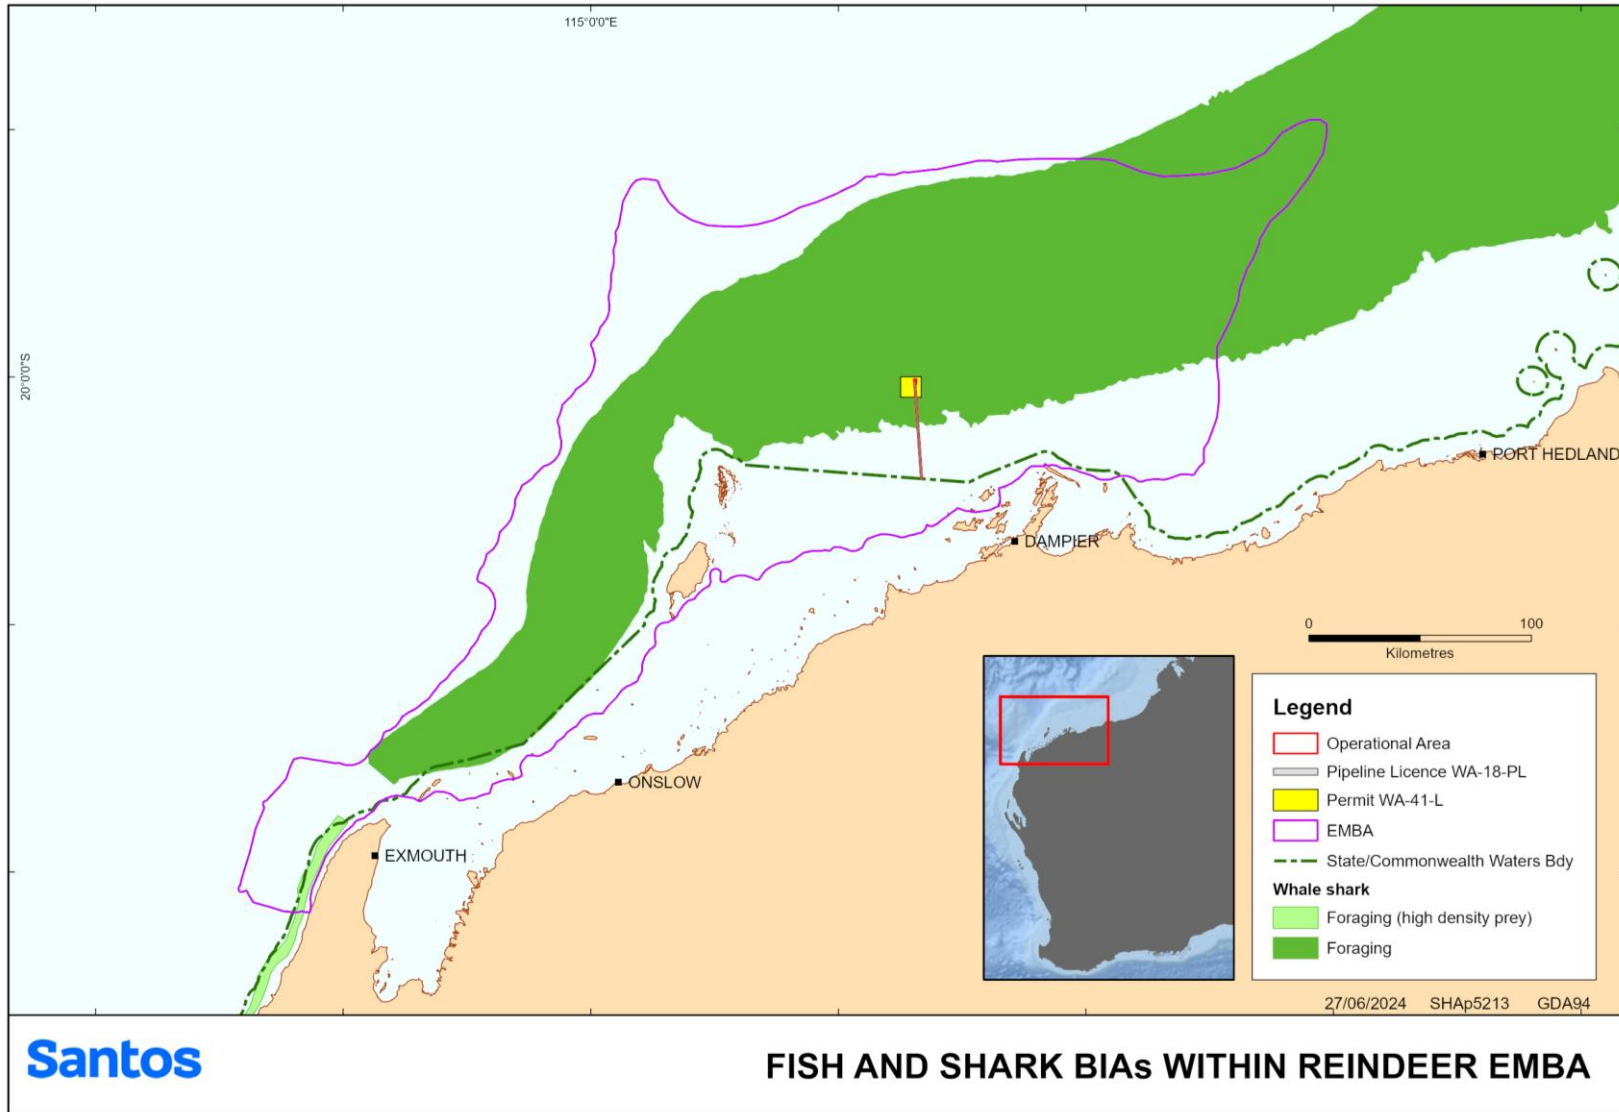 115°0'0"E
20°0'0"S
PORT HEDLAND
DAMPIER
ONSLOW
EXMOUTH
0 100
Kilometres
Legend
Operational Area
Pipeline Licence WA-18-PL
Permit WA-41-L
EMBA
State/Commonwealth Waters Bdy
Whale shark
Foraging (high density prey)
Foraging
27/06/2024 SHAp5213 GDA94
Santos
FISH AND SHARK BIAs WITHIN REINDEER EMBA